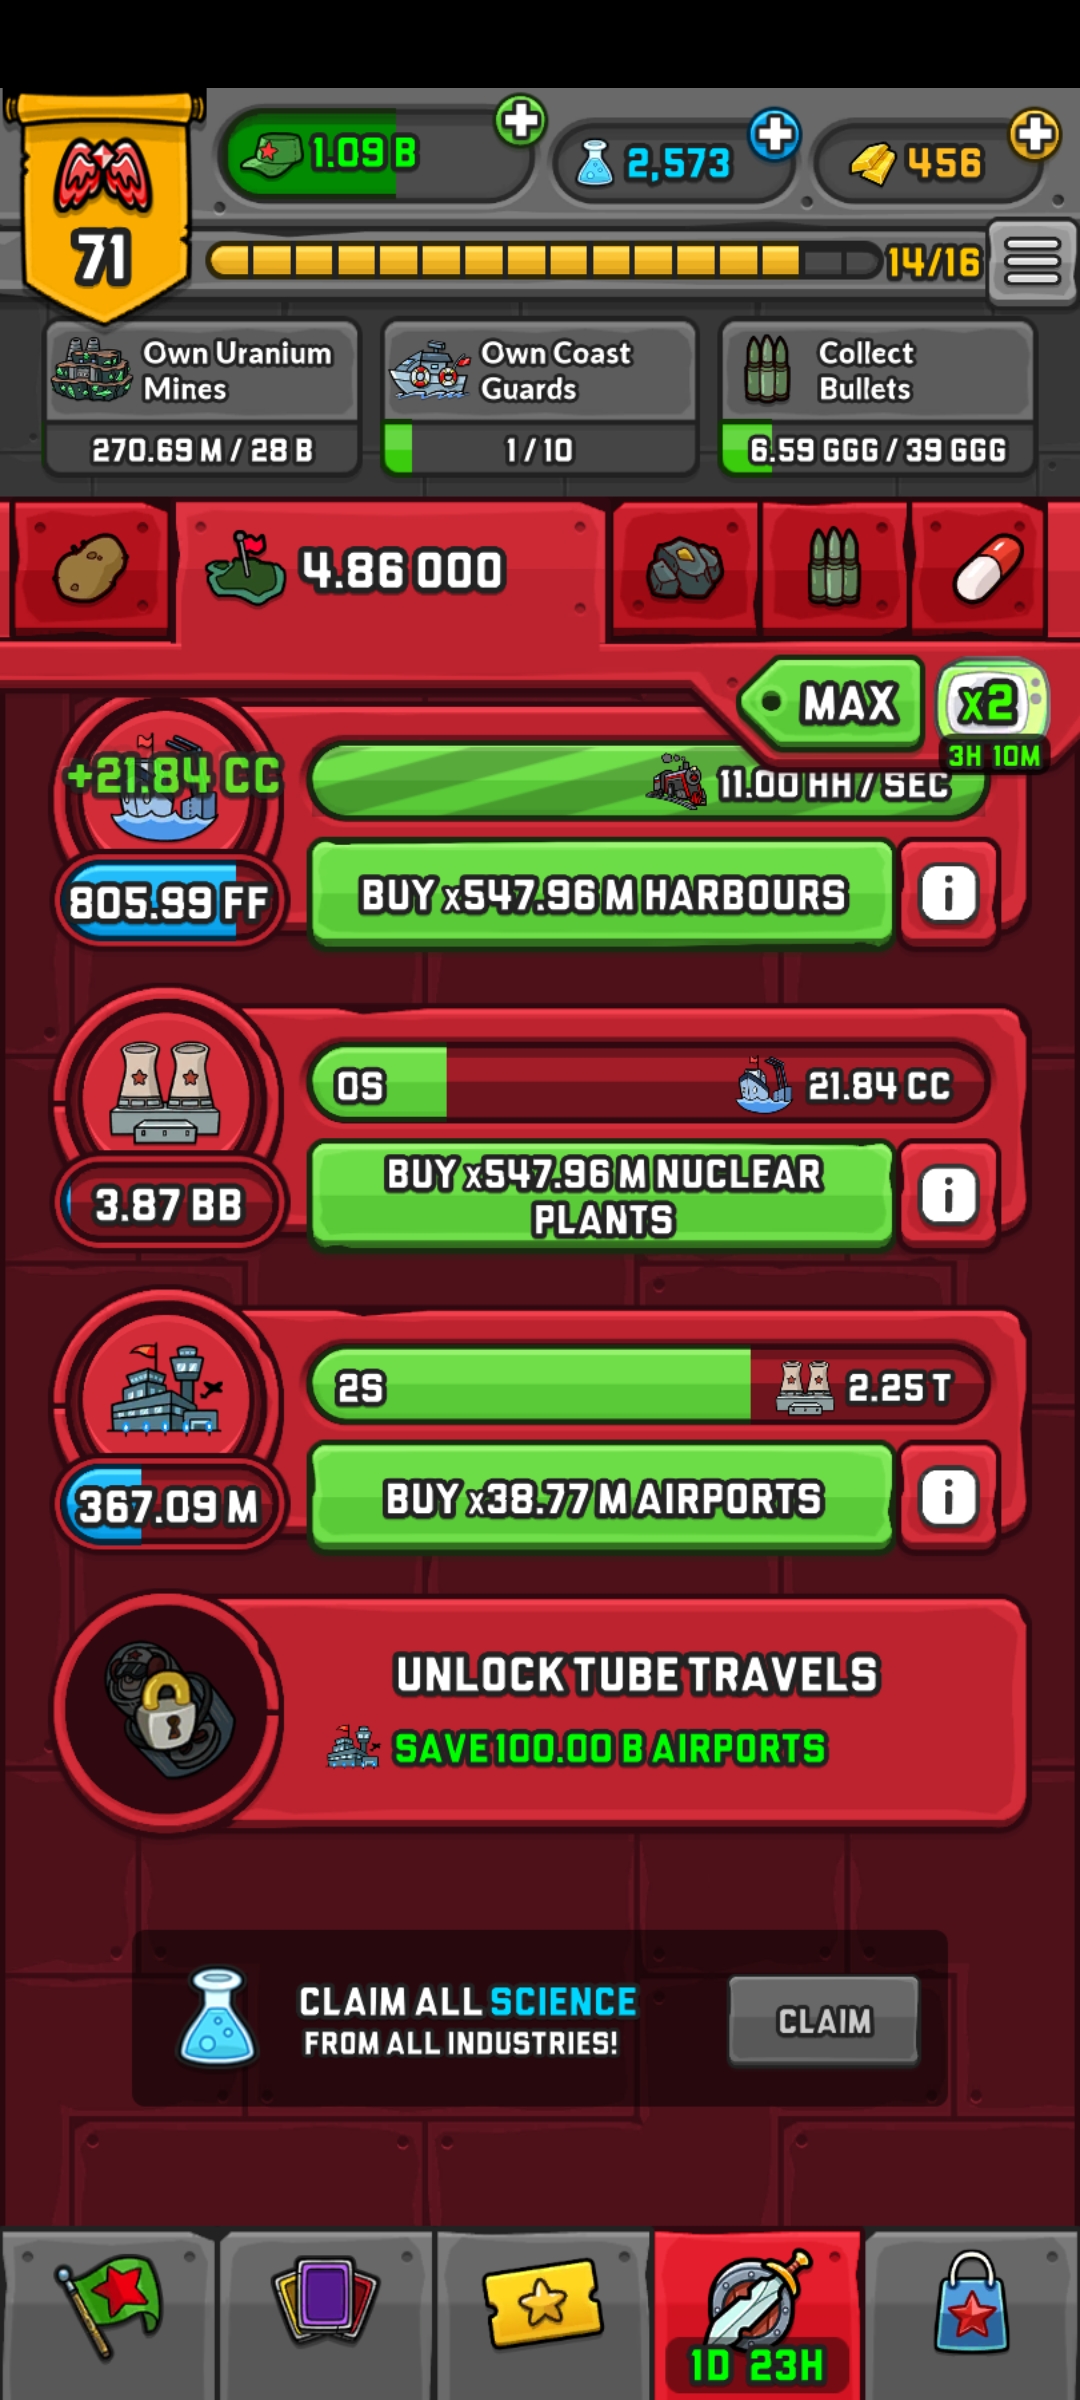 1.09 B
2,573
456
71
14/16
Own Uranium
Mines
270.69 M / 28 B
Own Coast
Guards
1 / 10
Collect
Bullets
6.59 GGG / 39 GGG
4.86 OOO
MAX
x2
3H 10M
+21.84 CC
11.00 HH / SEC
805.99 FF
BUY x547.96 M HARBOURS
i
0S
21.84 CC
3.87 BB
BUY x547.96 M NUCLEAR
PLANTS
i
2S
2.25 T
367.09 M
BUY x38.77 M AIRPORTS
i
UNLOCK TUBE TRAVELS
SAVE 100.00 B AIRPORTS
CLAIM ALL SCIENCE
FROM ALL INDUSTRIES!
CLAIM
1D 23H